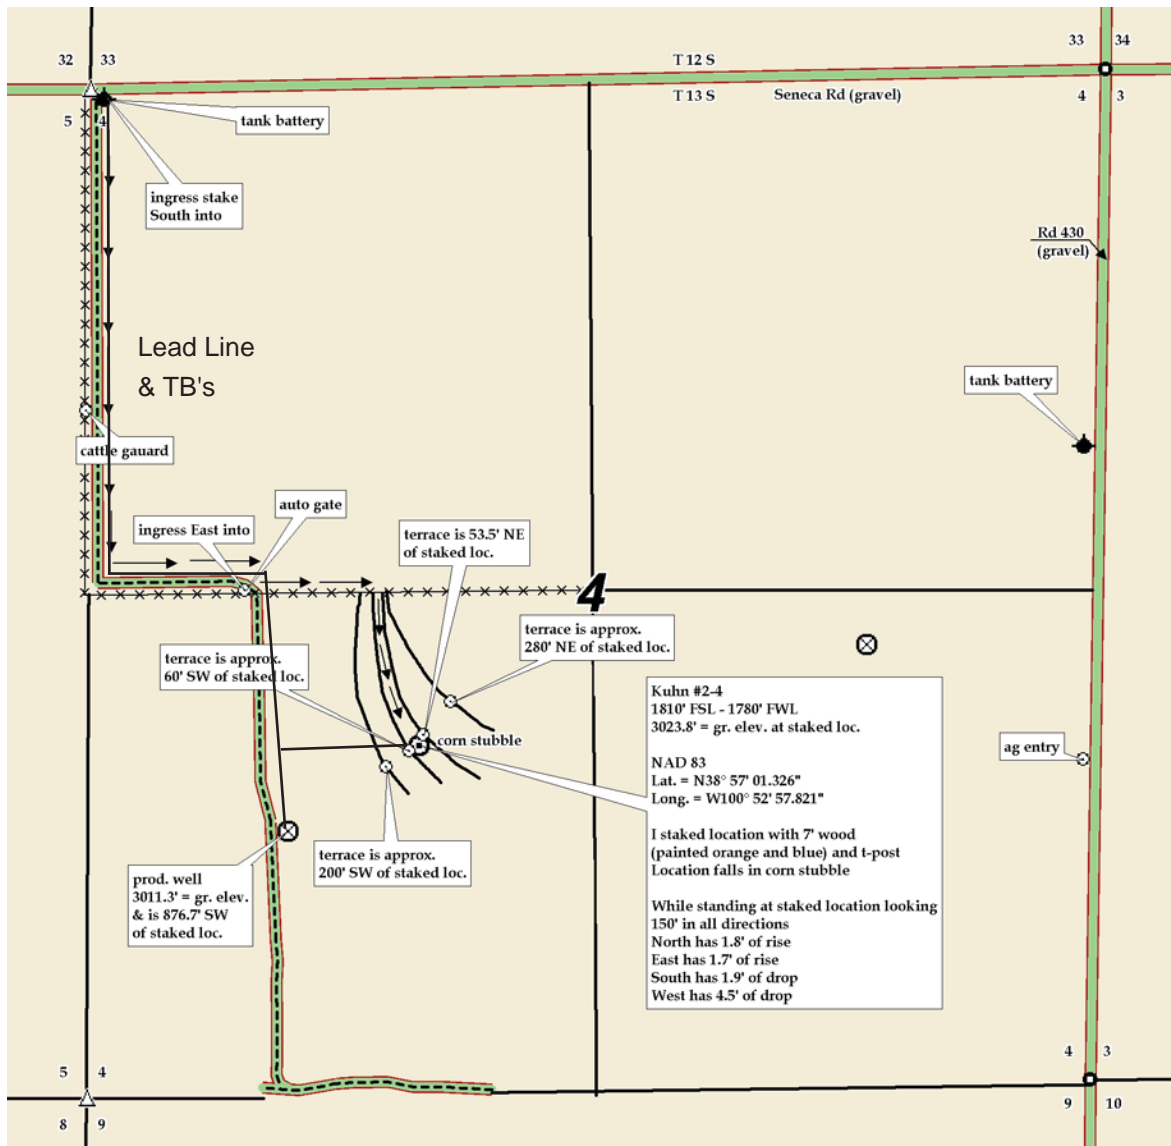 32 33
33 34
T 12 S
T 13 S
Seneca Rd (gravel)
5 4
4 3
tank battery
ingress stake
South into
Rd 430
(gravel)
Lead Line
& TB's
tank battery
cattle gauard
auto gate
ingress East into
terrace is 53.5' NE
of staked loc.
4
terrace is approx.
280' NE of staked loc.
terrace is approx.
60' SW of staked loc.
corn stubble
Kuhn #2-4
1810' FSL - 1780' FWL
3023.8' = gr. elev. at staked loc.
NAD 83
Lat. = N38° 57' 01.326"
Long. = W100° 52' 57.821"
I staked location with 7' wood
(painted orange and blue) and t-post
Location falls in corn stubble
While standing at staked location looking
150' in all directions
North has 1.8' of rise
East has 1.7' of rise
South has 1.9' of drop
West has 4.5' of drop
ag entry
terrace is approx.
200' SW of staked loc.
prod. well
3011.3' = gr. elev.
& is 876.7' SW
of staked loc.
5 4
4 3
8 9
9 10